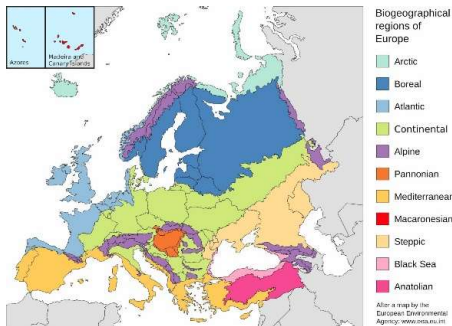 Azores
Madeira and
Canary Islands
Biogeographical
regions of
Europe
Arctic
Boreal
Atlantic
Continental
Alpine
Pannonian
Mediterranean
Macaronesian
Steppic
Black Sea
Anatolian
After a map by the
European Environmental
Agency: www.eea.eu.int